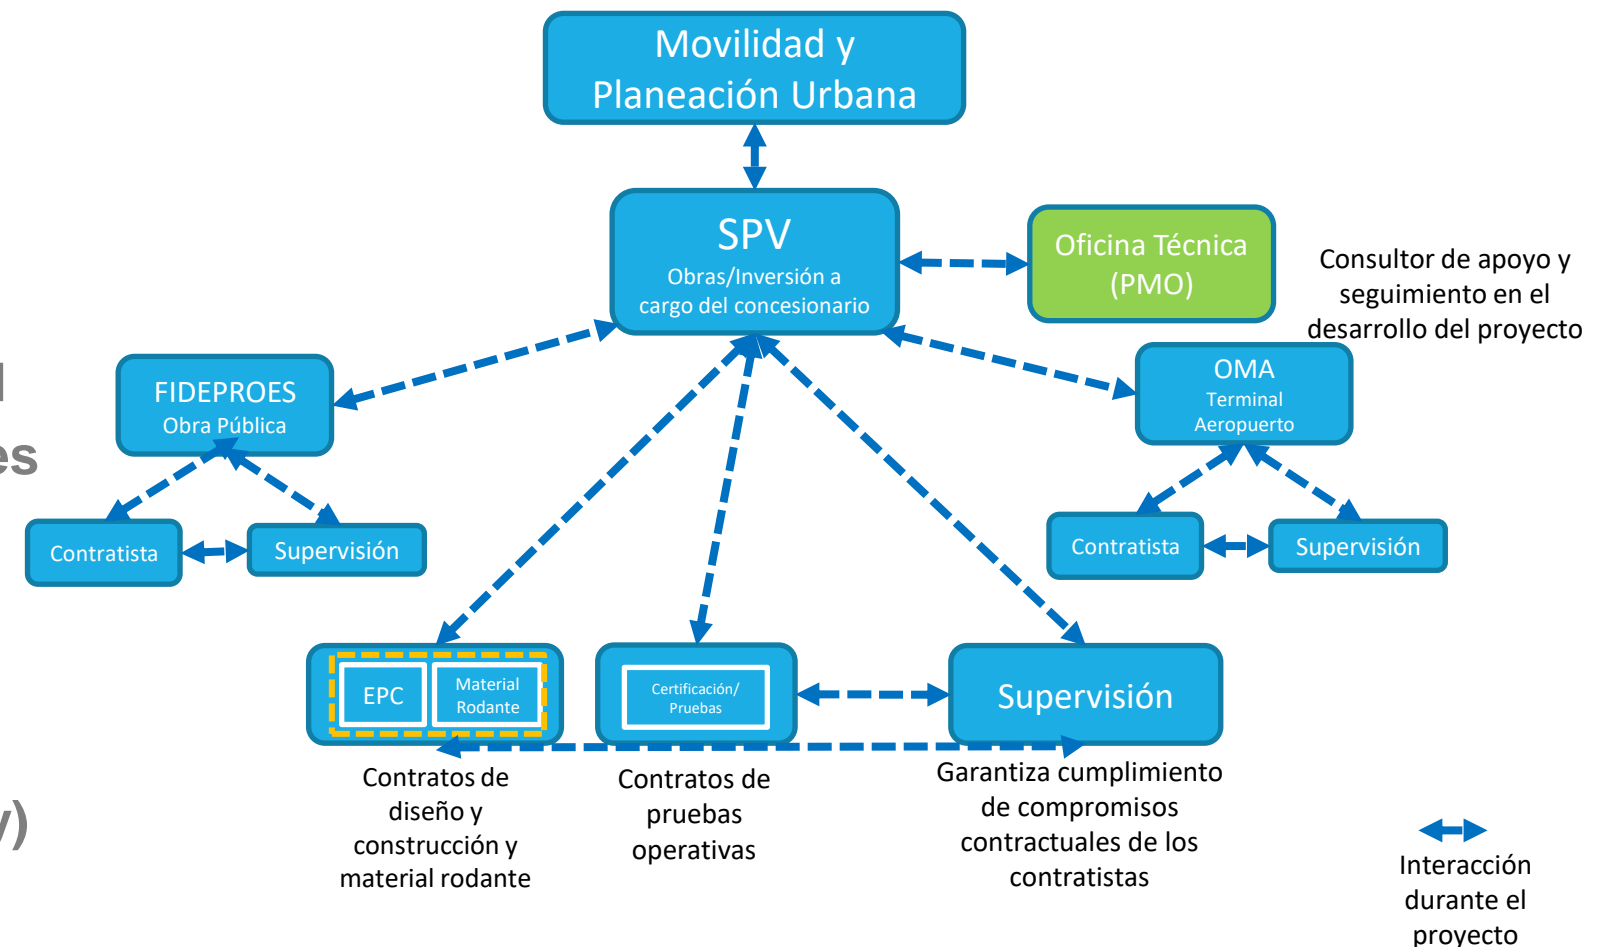 Movilidad y
Planeación Urbana
SPV
Obras/Inversión a
cargo del concesionario
Oficina Técnica
(PMO)
Consultor de apoyo y
seguimiento en el
desarrollo del proyecto
FIDEPROES
Obra Pública
OMA
Terminal
Aeropuerto
l
es
Contratista
Supervisión
Contratista
Supervisión
EPC
Material
Rodante
Certificación/
Pruebas
Supervisión
Contratos de
diseño y
construcción y
material rodante
Contratos de
pruebas
operativas
Garantiza cumplimiento
de compromisos
contractuales de los
contratistas
y)
Interacción
durante el
proyecto